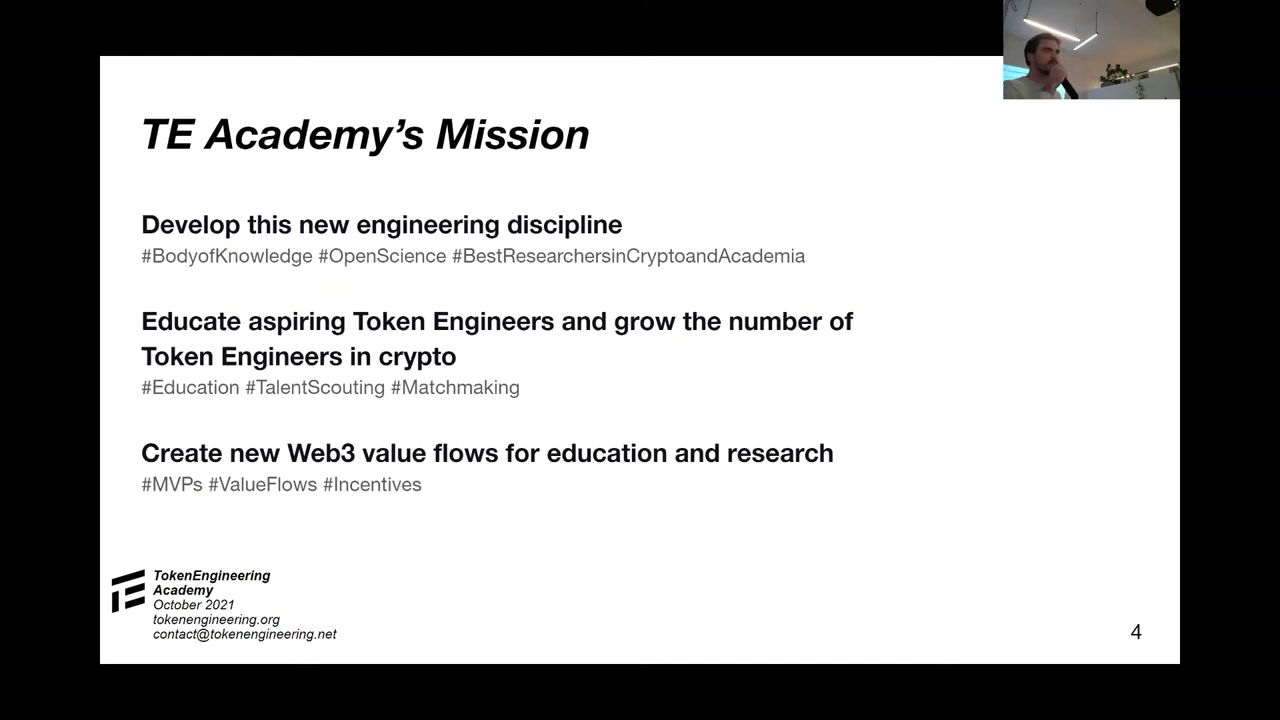 TE Academy's Mission
Develop this new engineering discipline
#BodyofKnowledge #OpenScience #BestResearchersinCryptoandAcademia
Educate aspiring Token Engineers and grow the number of
Token Engineers in crypto
#Education #TalentScouting #Matchmaking
Create new Web3 value flows for education and research
#MVPs #ValueFlows #Incentives
TokenEngineering
Academy
October 2021
tokenengineering.org
contact@tokenengineering.net
4